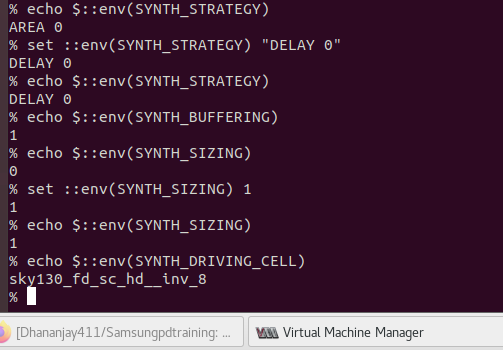 % echo $::env(SYNTH_STRATEGY)
AREA 0
% set ::env(SYNTH_STRATEGY) "DELAY 0"
DELAY 0
% echo $::env(SYNTH_STRATEGY)
DELAY 0
% echo $::env(SYNTH_BUFFERING)
1
% echo $::env(SYNTH_SIZING)
0
% set ::env(SYNTH_SIZING) 1
1
% echo $::env(SYNTH_SIZING)
1
% echo $::env(SYNTH_DRIVING_CELL)
sky130_fd_sc_hd__inv_8
%
[Dhananjay411/Samsungpdtraining: ...
Virtual Machine Manager